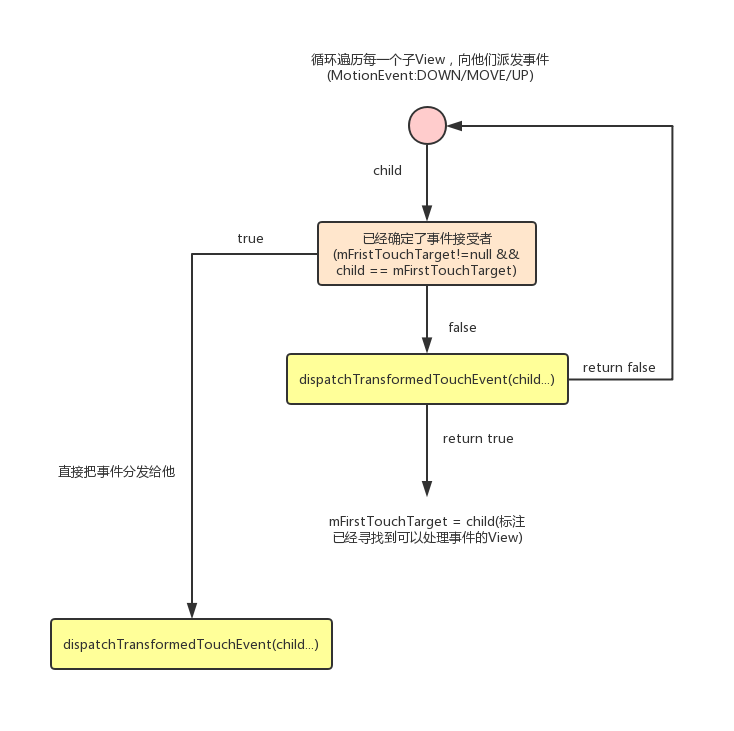 循环遍历每一个子View，向他们派发事件
(MotionEvent:DOWN/MOVE/UP)
child
true
已经确定了事件接受者
(mFristTouchTarget!=null &&
child == mFirstTouchTarget)
false
return false
dispatchTransformedTouchEvent(child...)
return true
直接把事件分发给他
mFirstTouchTarget = child(标注
已经寻找到可以处理事件的View)
dispatchTransformedTouchEvent(child...)